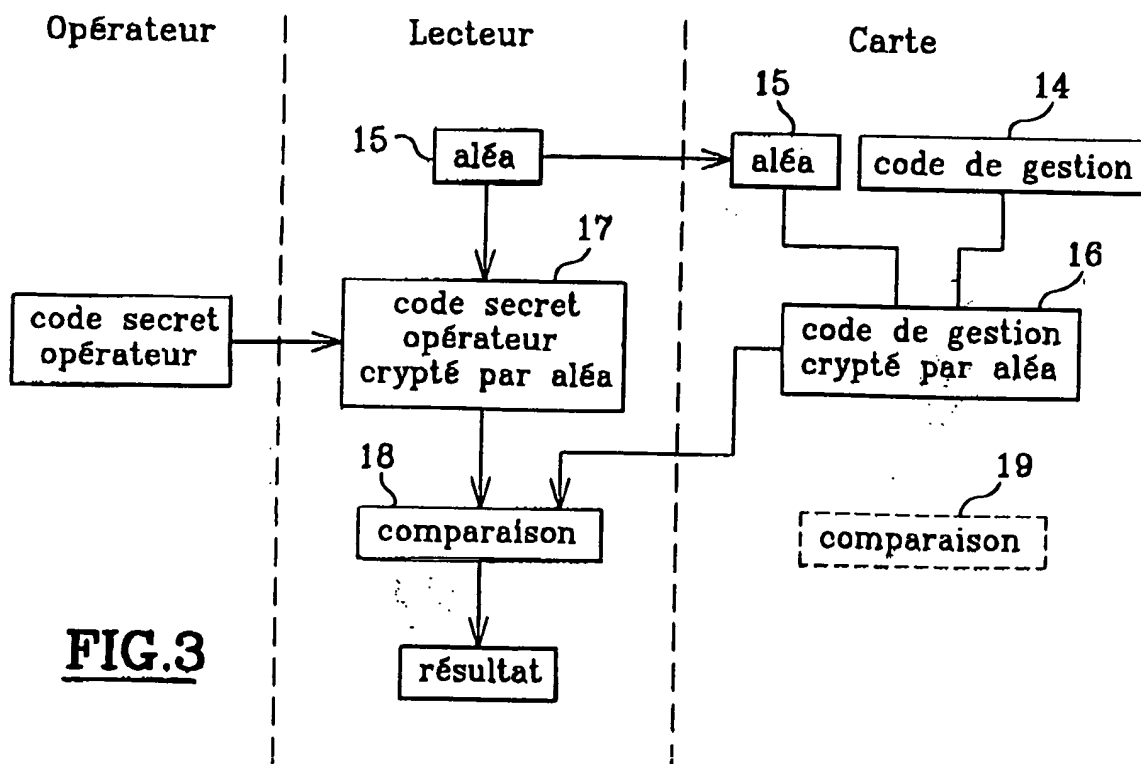 Opérateur
Lecteur
Carte
15
aléa
15
aléa
14
code de gestion
17
code secret
opérateur
code secret
opérateur
crypté par aléa
16
code de gestion
crypté par aléa
18
comparaison
19
comparaison
résultat
FIG.3